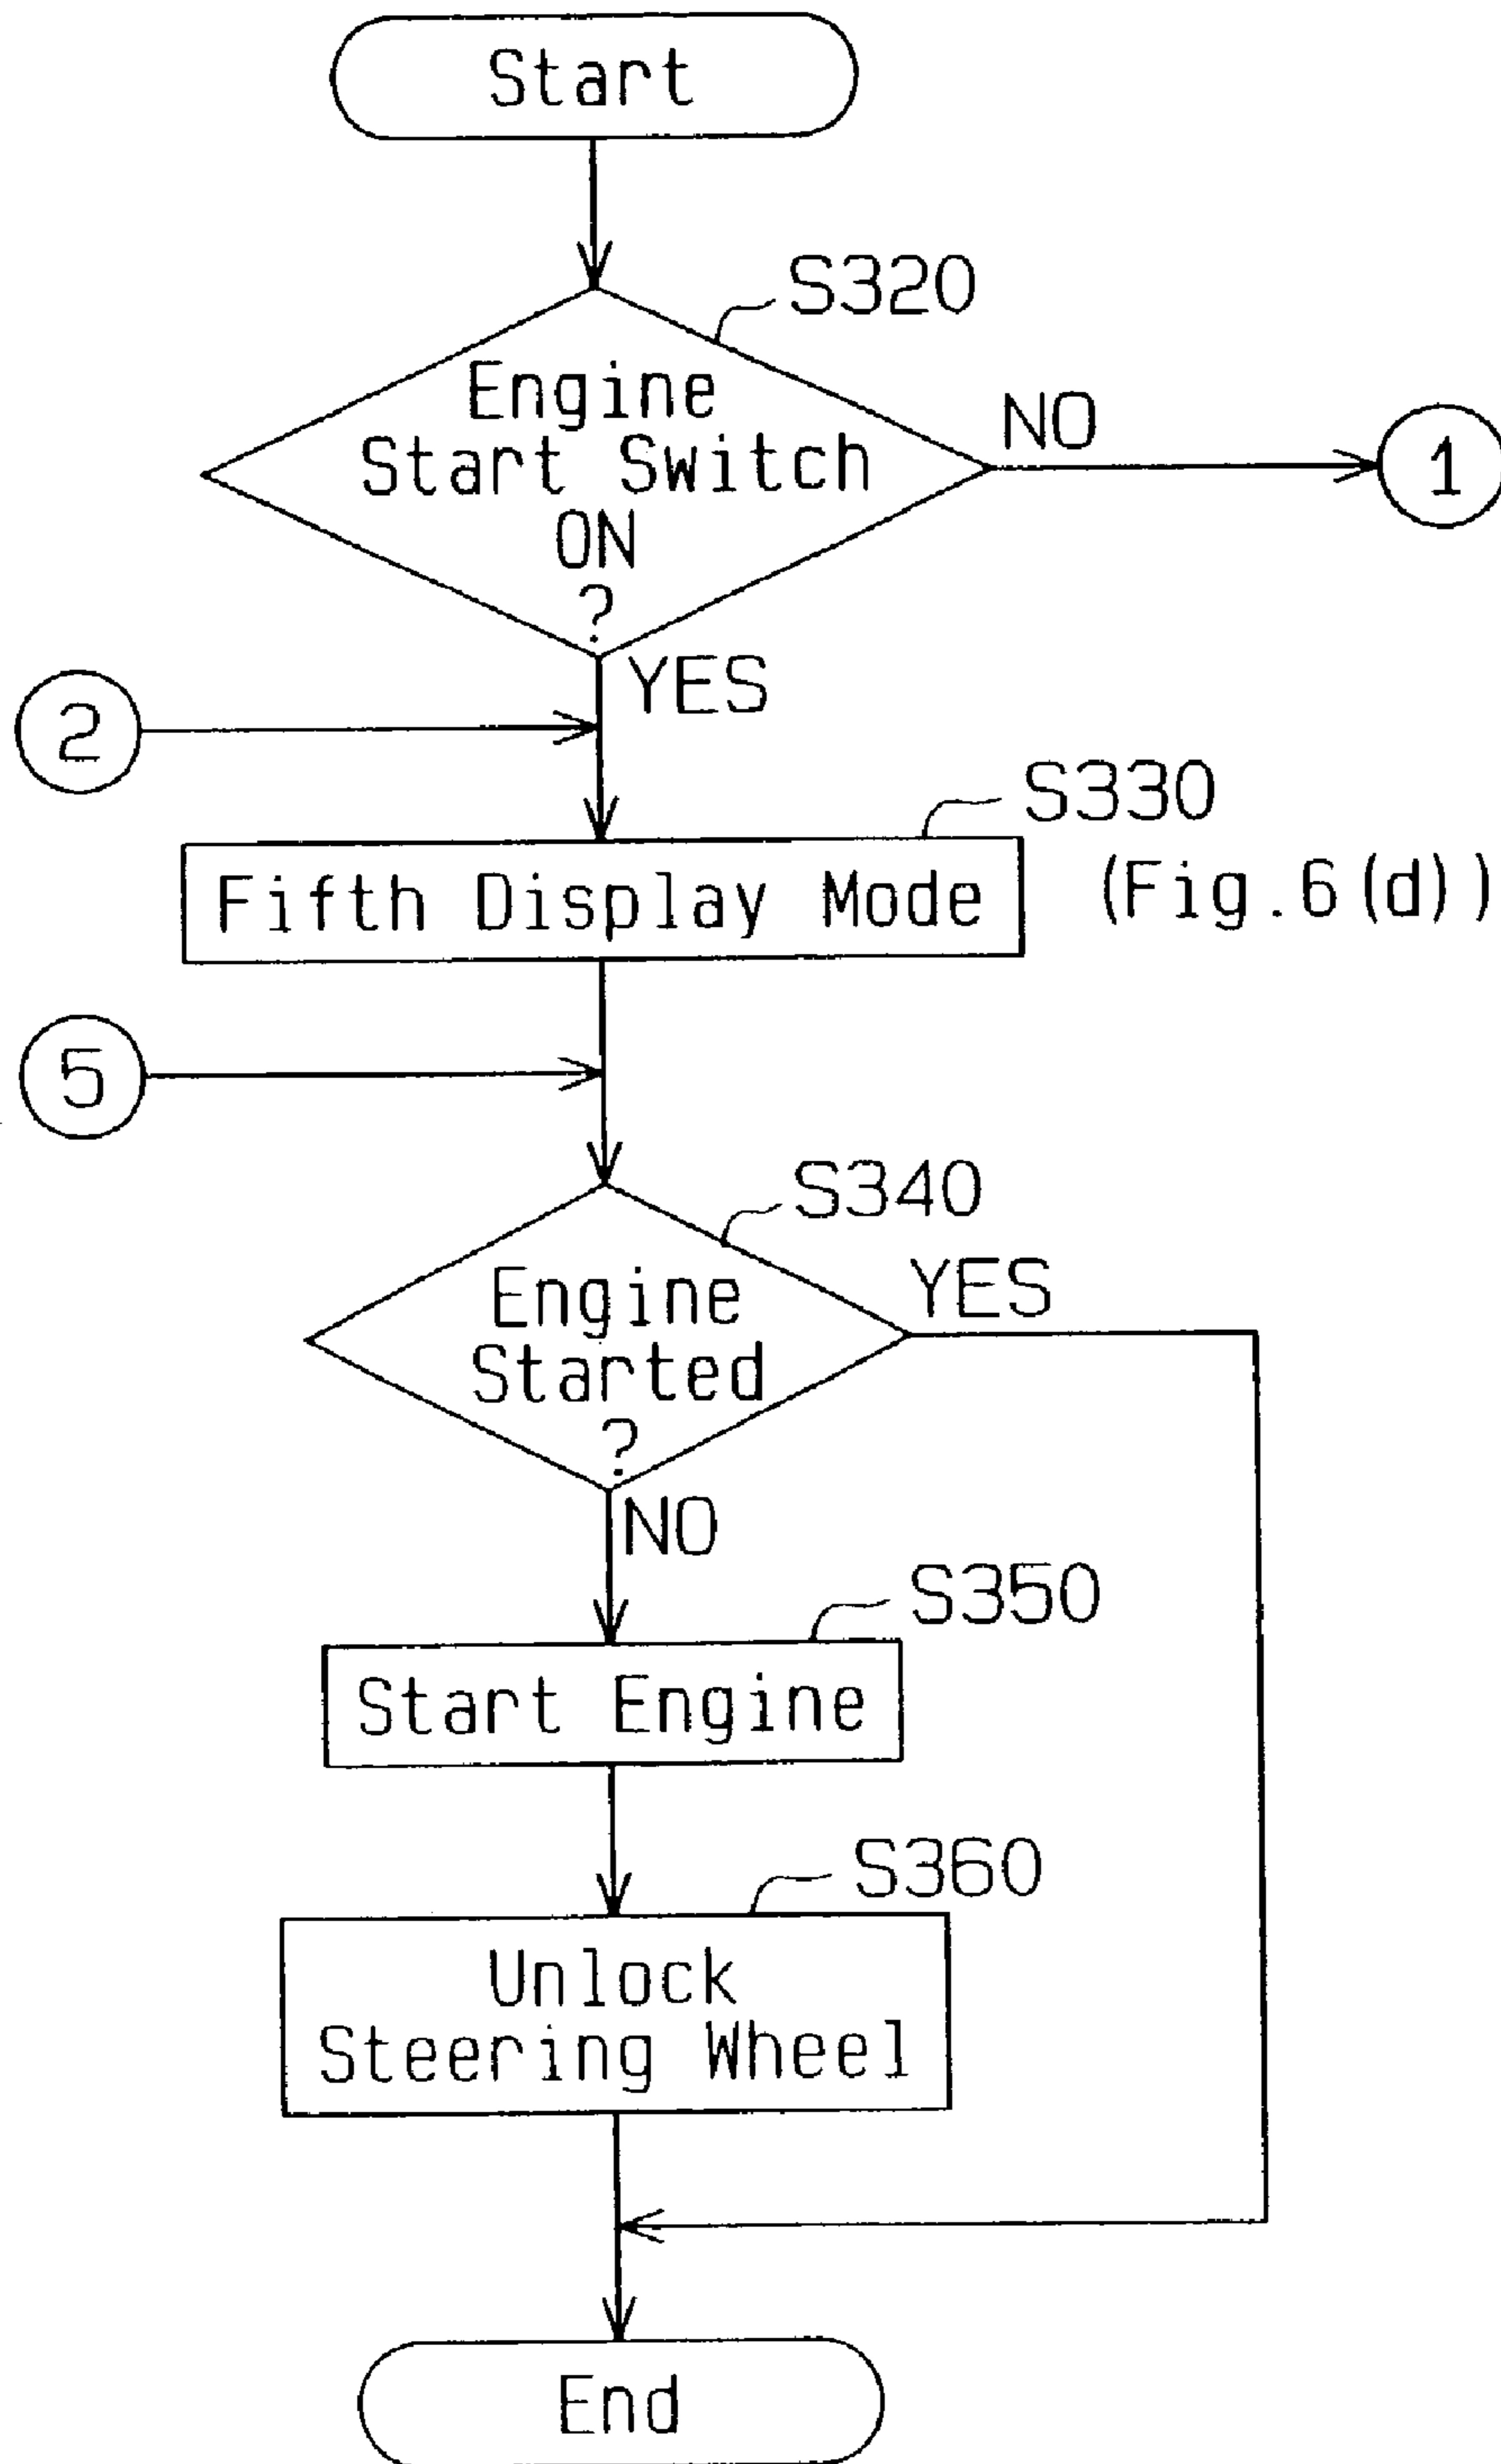 Start
S320
Engine
Start Switch
ON
?
NO
1
YES
2
S330
Fifth Display Mode
(Fig.6(d))
5
S340
Engine
Started
?
YES
NO
S350
Start Engine
S360
Unlock
Steering Wheel
End